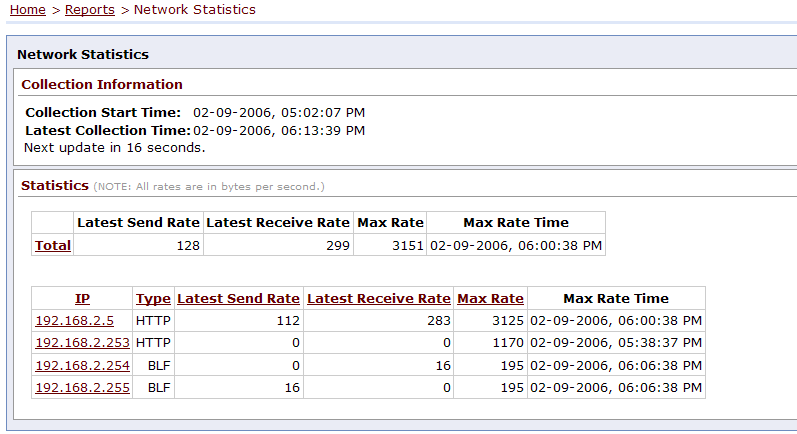 Home > Reports > Network Statistics
Network Statistics
Collection Information
Collection Start Time: 02-09-2006, 05:02:07 PM
Latest Collection Time: 02-09-2006, 06:13:39 PM
Next update in 16 seconds.
Statistics (NOTE: All rates are in bytes per second.)
Latest Send Rate Latest Receive Rate Max Rate Max Rate Time
Total 128 299 3151 02-09-2006, 06:00:38 PM
IP Type Latest Send Rate Latest Receive Rate Max Rate Max Rate Time
192.168.2.5 HTTP 112 283 3125 02-09-2006, 06:00:38 PM
192.168.2.253 HTTP 0 0 1170 02-09-2006, 05:38:37 PM
192.168.2.254 BLF 0 16 195 02-09-2006, 06:06:38 PM
192.168.2.255 BLF 16 0 195 02-09-2006, 06:06:38 PM